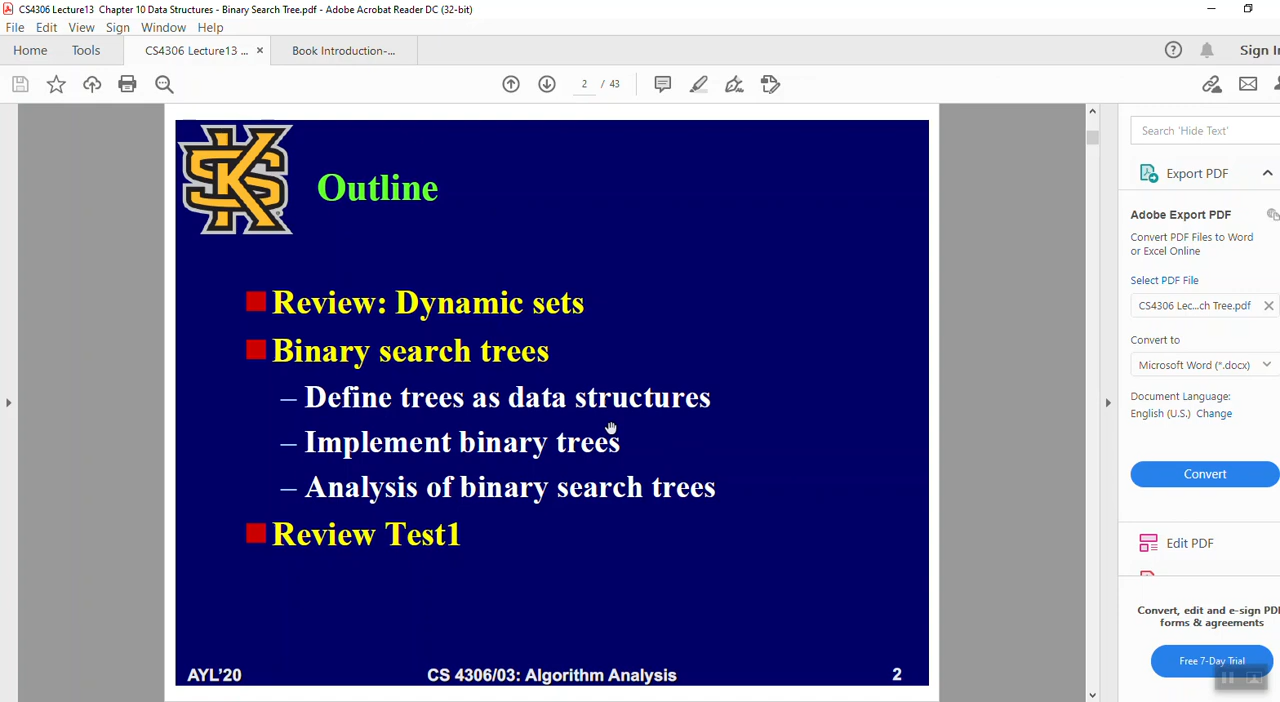 CS4306 Lecture13 Chapter 10 Data Structures - Binary Search Tree.pdf - Adobe Acrobat Reader DC (32-bit)
File Edit View Sign Window Help
Home Tools CS4306 Lecture13 ... × Book Introduction-... Sign In
2 / 43
Search 'Hide Text'
Export PDF
Adobe Export PDF
Convert PDF Files to Word
or Excel Online
Select PDF File
CS4306 Lec...ch Tree.pdf
Convert to
Microsoft Word (*.docx)
Document Language:
English (U.S.) Change
Convert
Edit PDF
Convert, edit and e-sign PDF
forms & agreements
Free 7-Day Trial
KS
Outline
Review: Dynamic sets
Binary search trees
– Define trees as data structures
– Implement binary trees
– Analysis of binary search trees
Review Test1
AYL'20 CS 4306/03: Algorithm Analysis 2